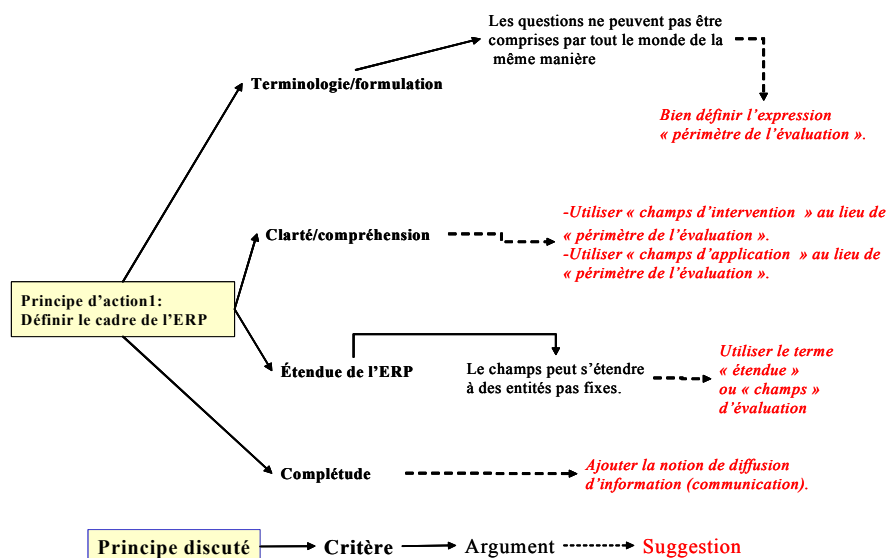 Les questions ne peuvent pas être
comprises par tout le monde de la
même manière
Terminologie/formulation
Bien définir l’expression
« périmètre de l’évaluation ».
Clarté/compréhension
-Utiliser « champs d’intervention » au lieu de
« périmètre de l’évaluation ».
-Utiliser « champs d’application » au lieu de
« périmètre de l’évaluation ».
Principe d’action1:
Définir le cadre de l’ERP
Étendue de l’ERP
Le champs peut s’étendre
à des entités pas fixes.
Utiliser le terme
« étendue »
ou « champs »
d’évaluation
Complétude
Ajouter la notion de diffusion
d’information (communication).
Principe discuté
Critère
Argument
Suggestion